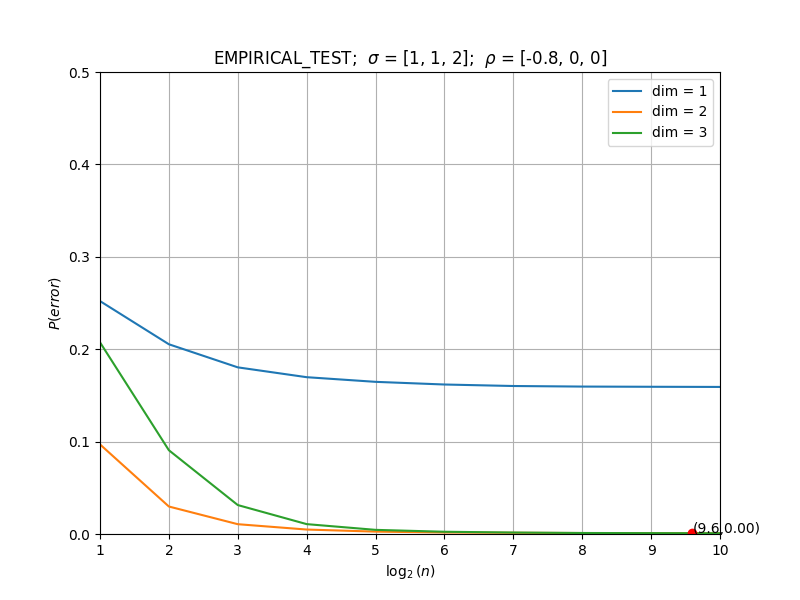 EMPIRICAL_TEST; σ = [1, 1, 2]; ρ = [-0.8, 0, 0]
0.5
dim = 1
dim = 2
dim = 3
0.4
0.3
P(error)
0.2
0.1
0.0
(9.6,0.00)
1 2 3 4 5 6 7 8 9 10
log₂(n)